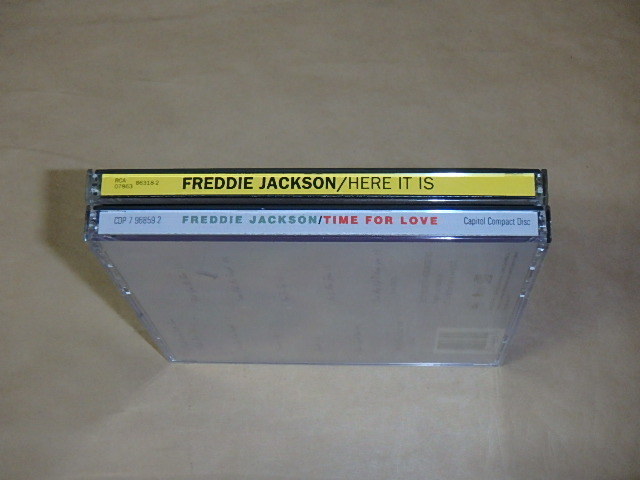 RCA
07863 66318-2
FREDDIE JACKSON/HERE IT IS
CDP 7 96859 2
FREDDIE JACKSON/TIME FOR LOVE
Capitol Compact Disc